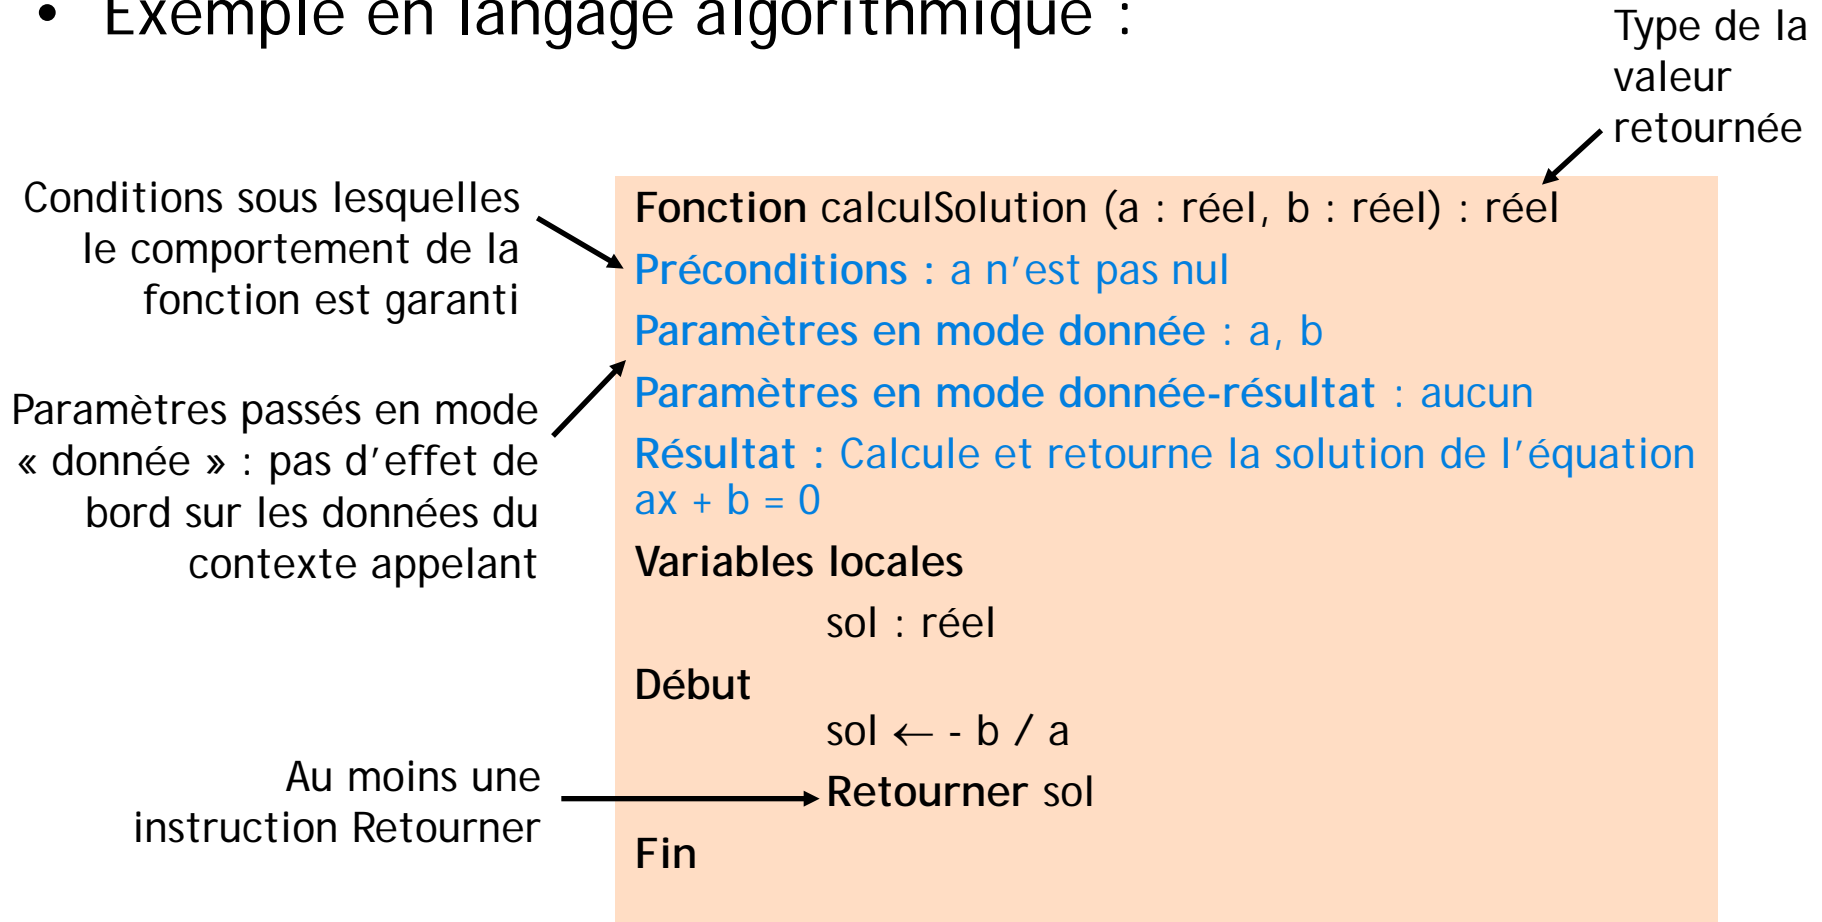 • Exemple en langage algorithmique :
Type de la
valeur
retournée
Conditions sous lesquelles
le comportement de la
fonction est garanti
Paramètres passés en mode
« donnée » : pas d’effet de
bord sur les données du
contexte appelant
Au moins une
instruction Retourner
Fonction calculSolution (a : réel, b : réel) : réel
Préconditions : a n’est pas nul
Paramètres en mode donnée : a, b
Paramètres en mode donnée-résultat : aucun
Résultat : Calcule et retourne la solution de l’équation
ax + b = 0
Variables locales
sol : réel
Début
sol ← - b / a
Retourner sol
Fin